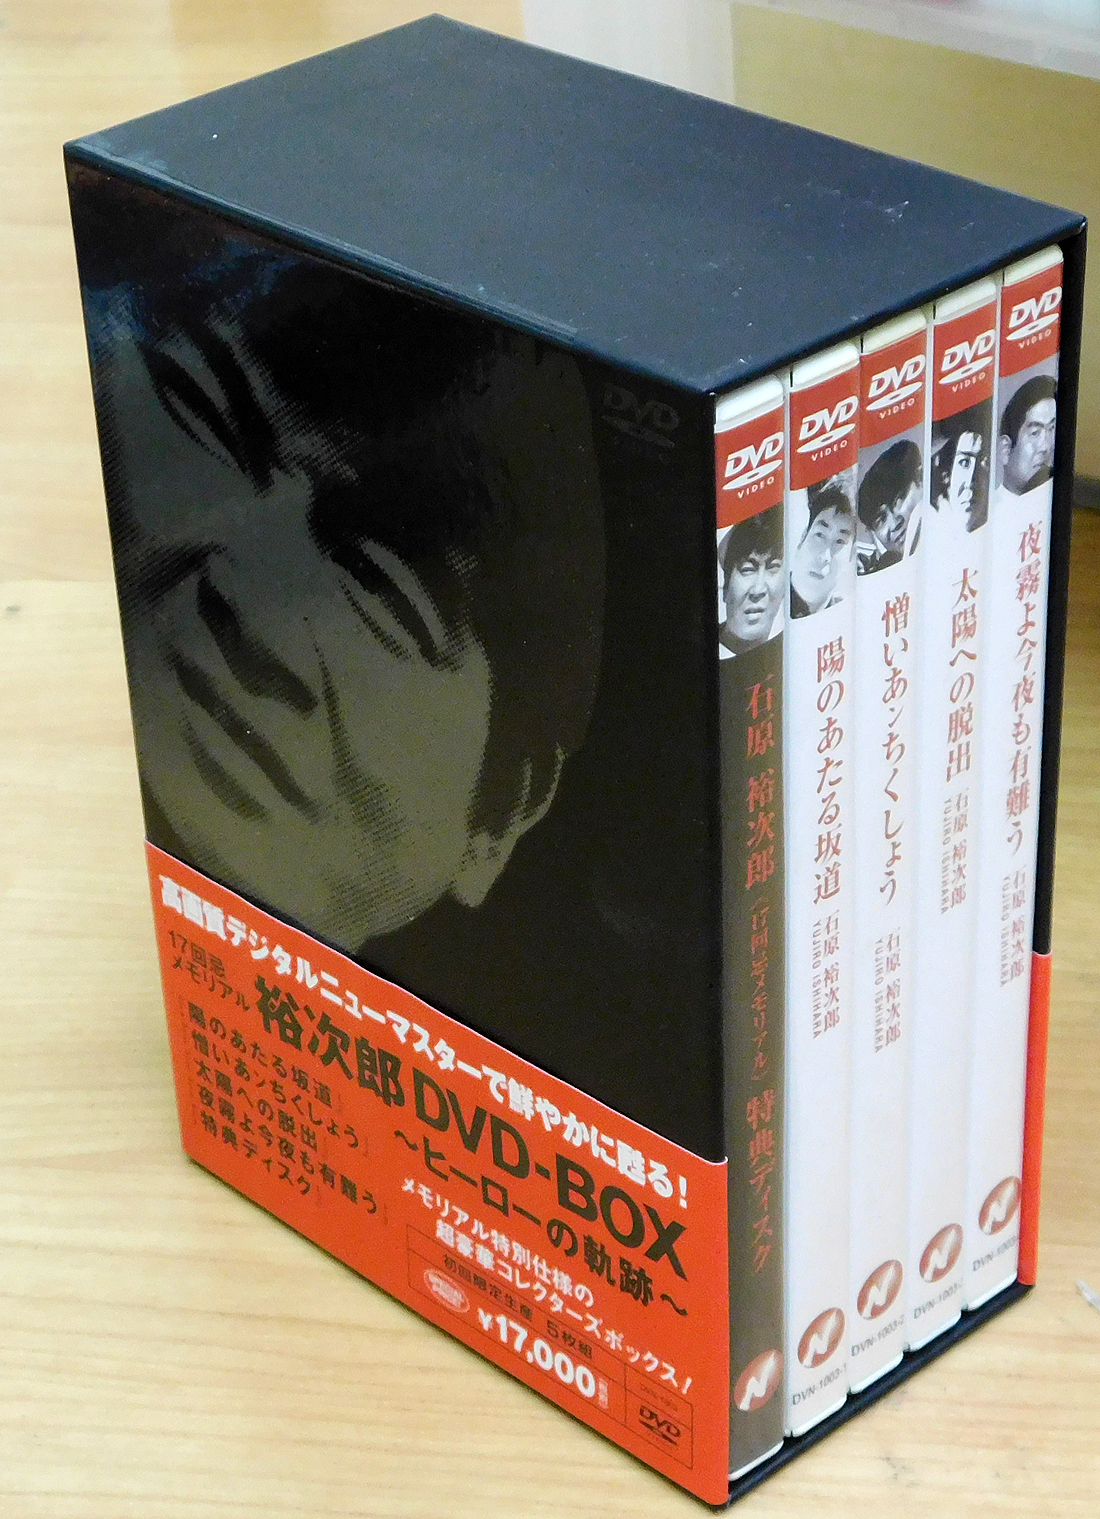 DVD
高画質デジタルニューマスターで鮮やかに甦る!
17回忌
メモリアル
裕次郎 DVD-BOX
~ヒーローの軌跡~
『陽のあたる坂道』
『憎いあンちくしょう』
『太陽への脱出』
『夜霧よ今夜も有難う』
『特典ディスク』
メモリアル特別仕様の
超豪華コレクターズボックス!
初回限定生産 5枚組
¥17,000
DVD
DVD
VIDEO
石原 裕次郎 〈17回忌メモリアル〉 特典ディスク
N
DVD
VIDEO
陽のあたる坂道 石原 裕次郎
YUJIRO ISHIHARA
N
DVN-1003-1
DVD
VIDEO
憎いあンちくしょう 石原 裕次郎
YUJIRO ISHIHARA
N
DVN-1003-2
DVD
VIDEO
太陽への脱出 石原 裕次郎
YUJIRO ISHIHARA
N
DVN-1003-
DVD
VIDEO
夜霧よ今夜も有難う 石原 裕次郎
YUJIRO ISHIHARA
N